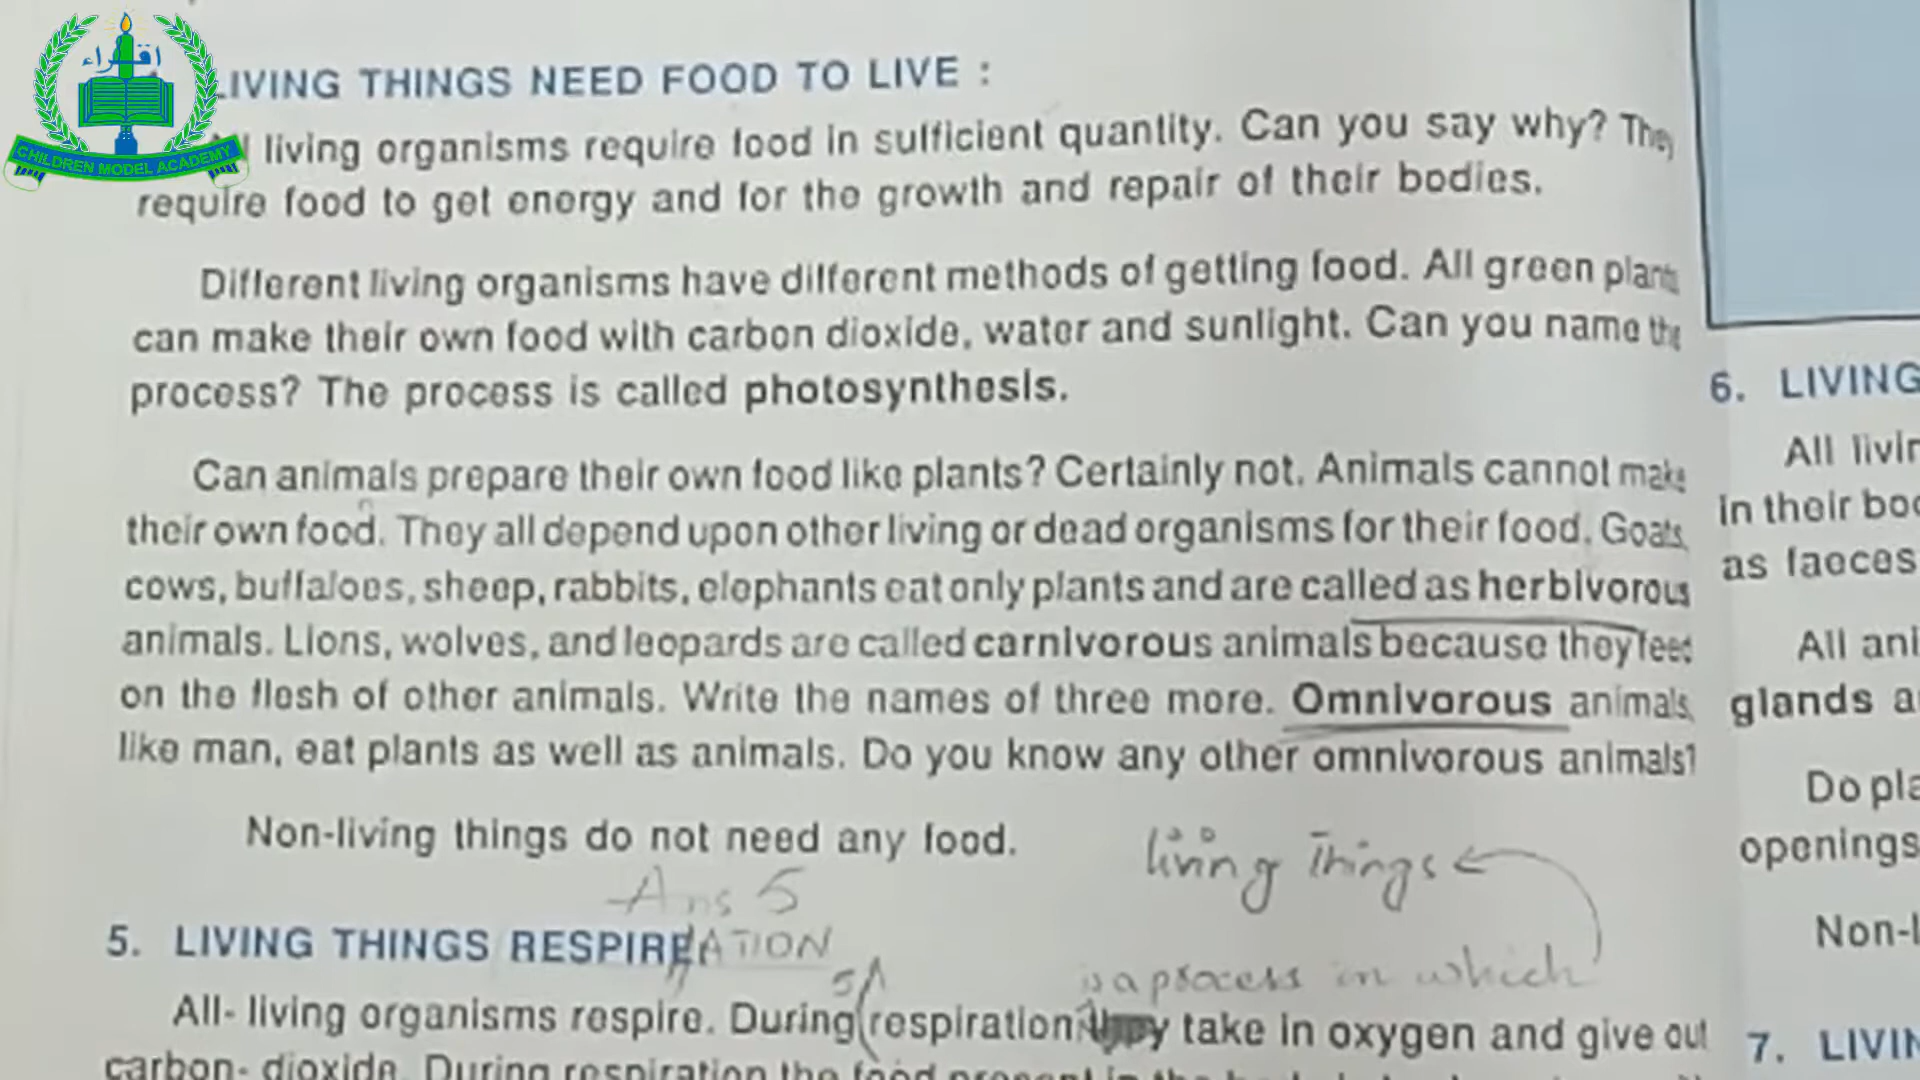 اقراء
CHILDREN MODEL ACADEMY
LIVING THINGS NEED FOOD TO LIVE :
living organisms require food in sufficient quantity. Can you say why? They
require food to get energy and for the growth and repair of their bodies.
Different living organisms have different methods of getting food. All green plants
can make their own food with carbon dioxide, water and sunlight. Can you name the
process? The process is called photosynthesis.
Can animals prepare their own food like plants? Certainly not. Animals cannot make
their own food. They all depend upon other living or dead organisms for their food. Goats,
cows, buffaloes, sheep, rabbits, elephants eat only plants and are called as herbivorous
animals. Lions, wolves, and leopards are called carnivorous animals because they feed
on the flesh of other animals. Write the names of three more. Omnivorous animals,
like man, eat plants as well as animals. Do you know any other omnivorous animals?
Non-living things do not need any food.
living things
Ans 5
5. LIVING THINGS RESPIRATION
is a process in which
All- living organisms respire. During respiration take in oxygen and give out
carbon- dioxide. During respiration the food present in the
6. LIVING
All livin
in their bo
as faeces
All ani
glands a
Do pla
openings
Non-l
7. LIVIN